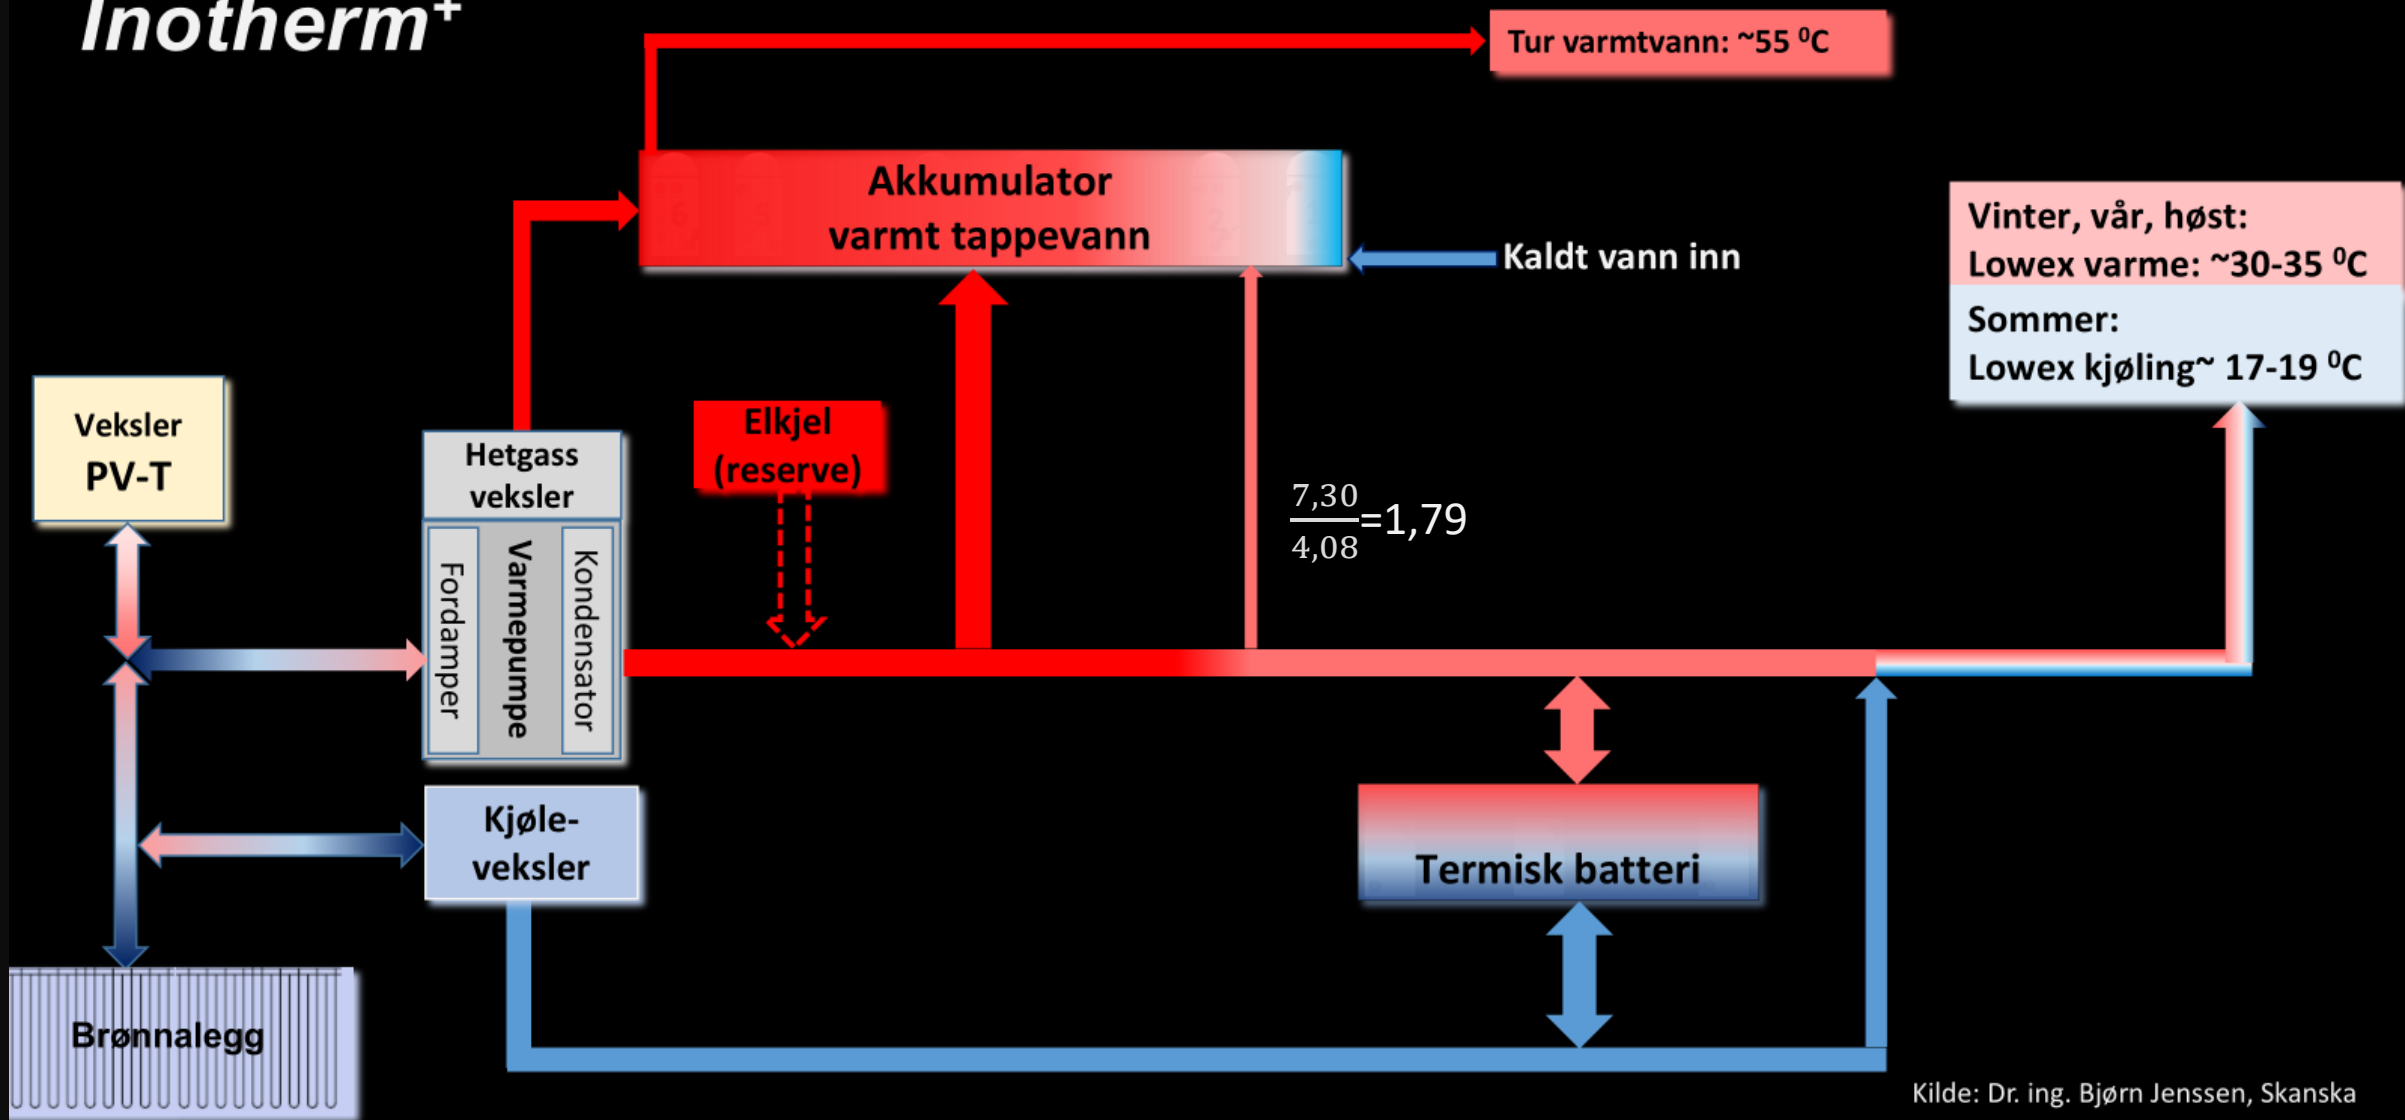 Inotherm+
Tur varmtvann: ~55 ⁰C
Akkumulator
varmt tappevann
Kaldt vann inn
Vinter, vår, høst:
Lowex varme: ~30-35 ⁰C
Sommer:
Lowex kjøling~ 17-19 ⁰C
Veksler
PV-T
Hetgass
veksler
Elkjel
(reserve)
7,30
4,08
=1,79
Fordamper
Varmepumpe
Kondensator
Kjøle-
veksler
Termisk batteri
Brønnalegg
Kilde: Dr. ing. Bjørn Jenssen, Skanska